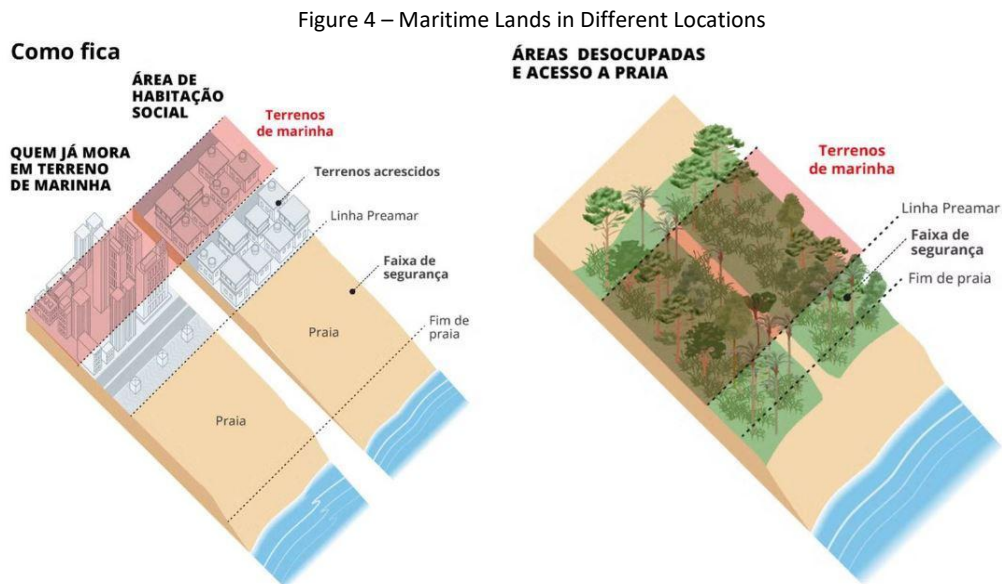 Figure 4 – Maritime Lands in Different Locations
Como fica
ÁREA DE
HABITAÇÃO
SOCIAL
QUEM JÁ MORA
EM TERRENO
DE MARINHA
Terrenos
de marinha
Terrenos acrescidos
Linha Preamar
Faixa de
segurança
Fim de
praia
Praia
Praia
ÁREAS DESOCUPADAS
E ACESSO A PRAIA
Terrenos
de marinha
Linha Preamar
Faixa de
segurança
Fim de praia